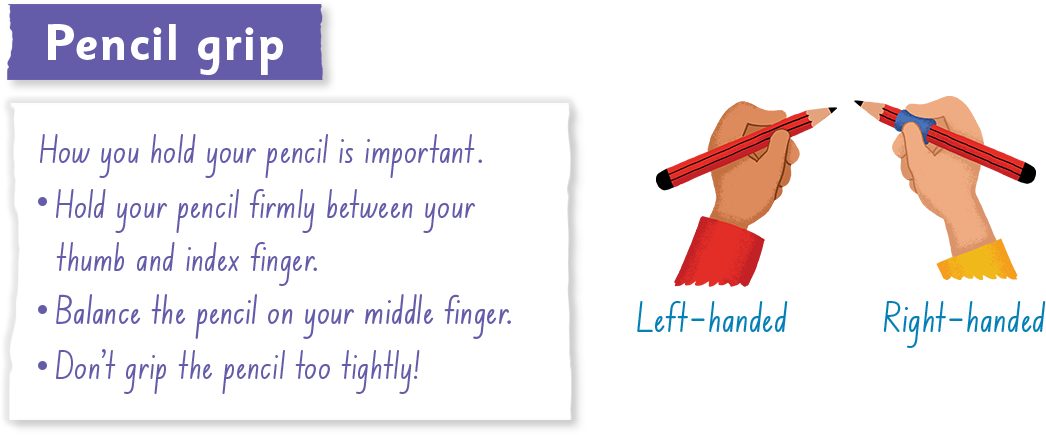 Pencil grip
How you hold your pencil is important.
• Hold your pencil firmly between your
thumb and index finger.
• Balance the pencil on your middle finger.
• Don’t grip the pencil too tightly!
Left-handed
Right-handed